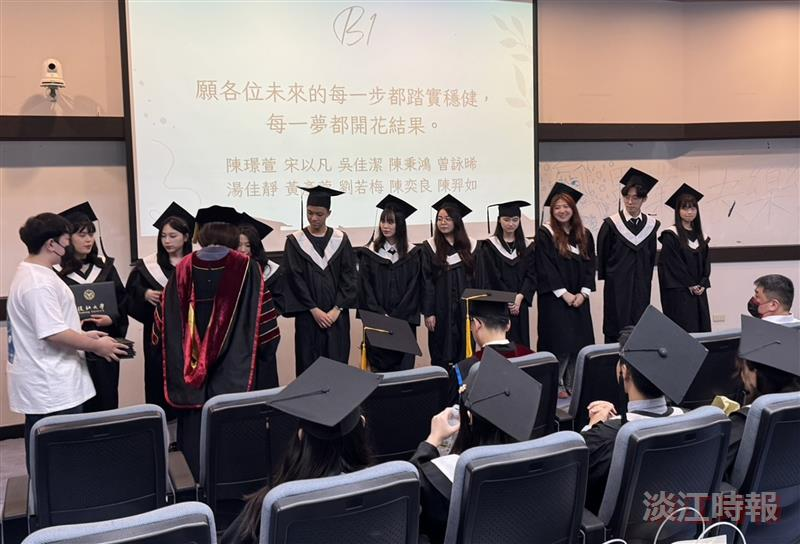 B1
願各位未來的每一步都踏實穩健，
每一夢都開花結果。
陳璟萱 宋以凡 吳佳潔 陳秉鴻 曾詠晞
湯佳靜 劉若梅 陳奕良 陳羿如
淡江時報